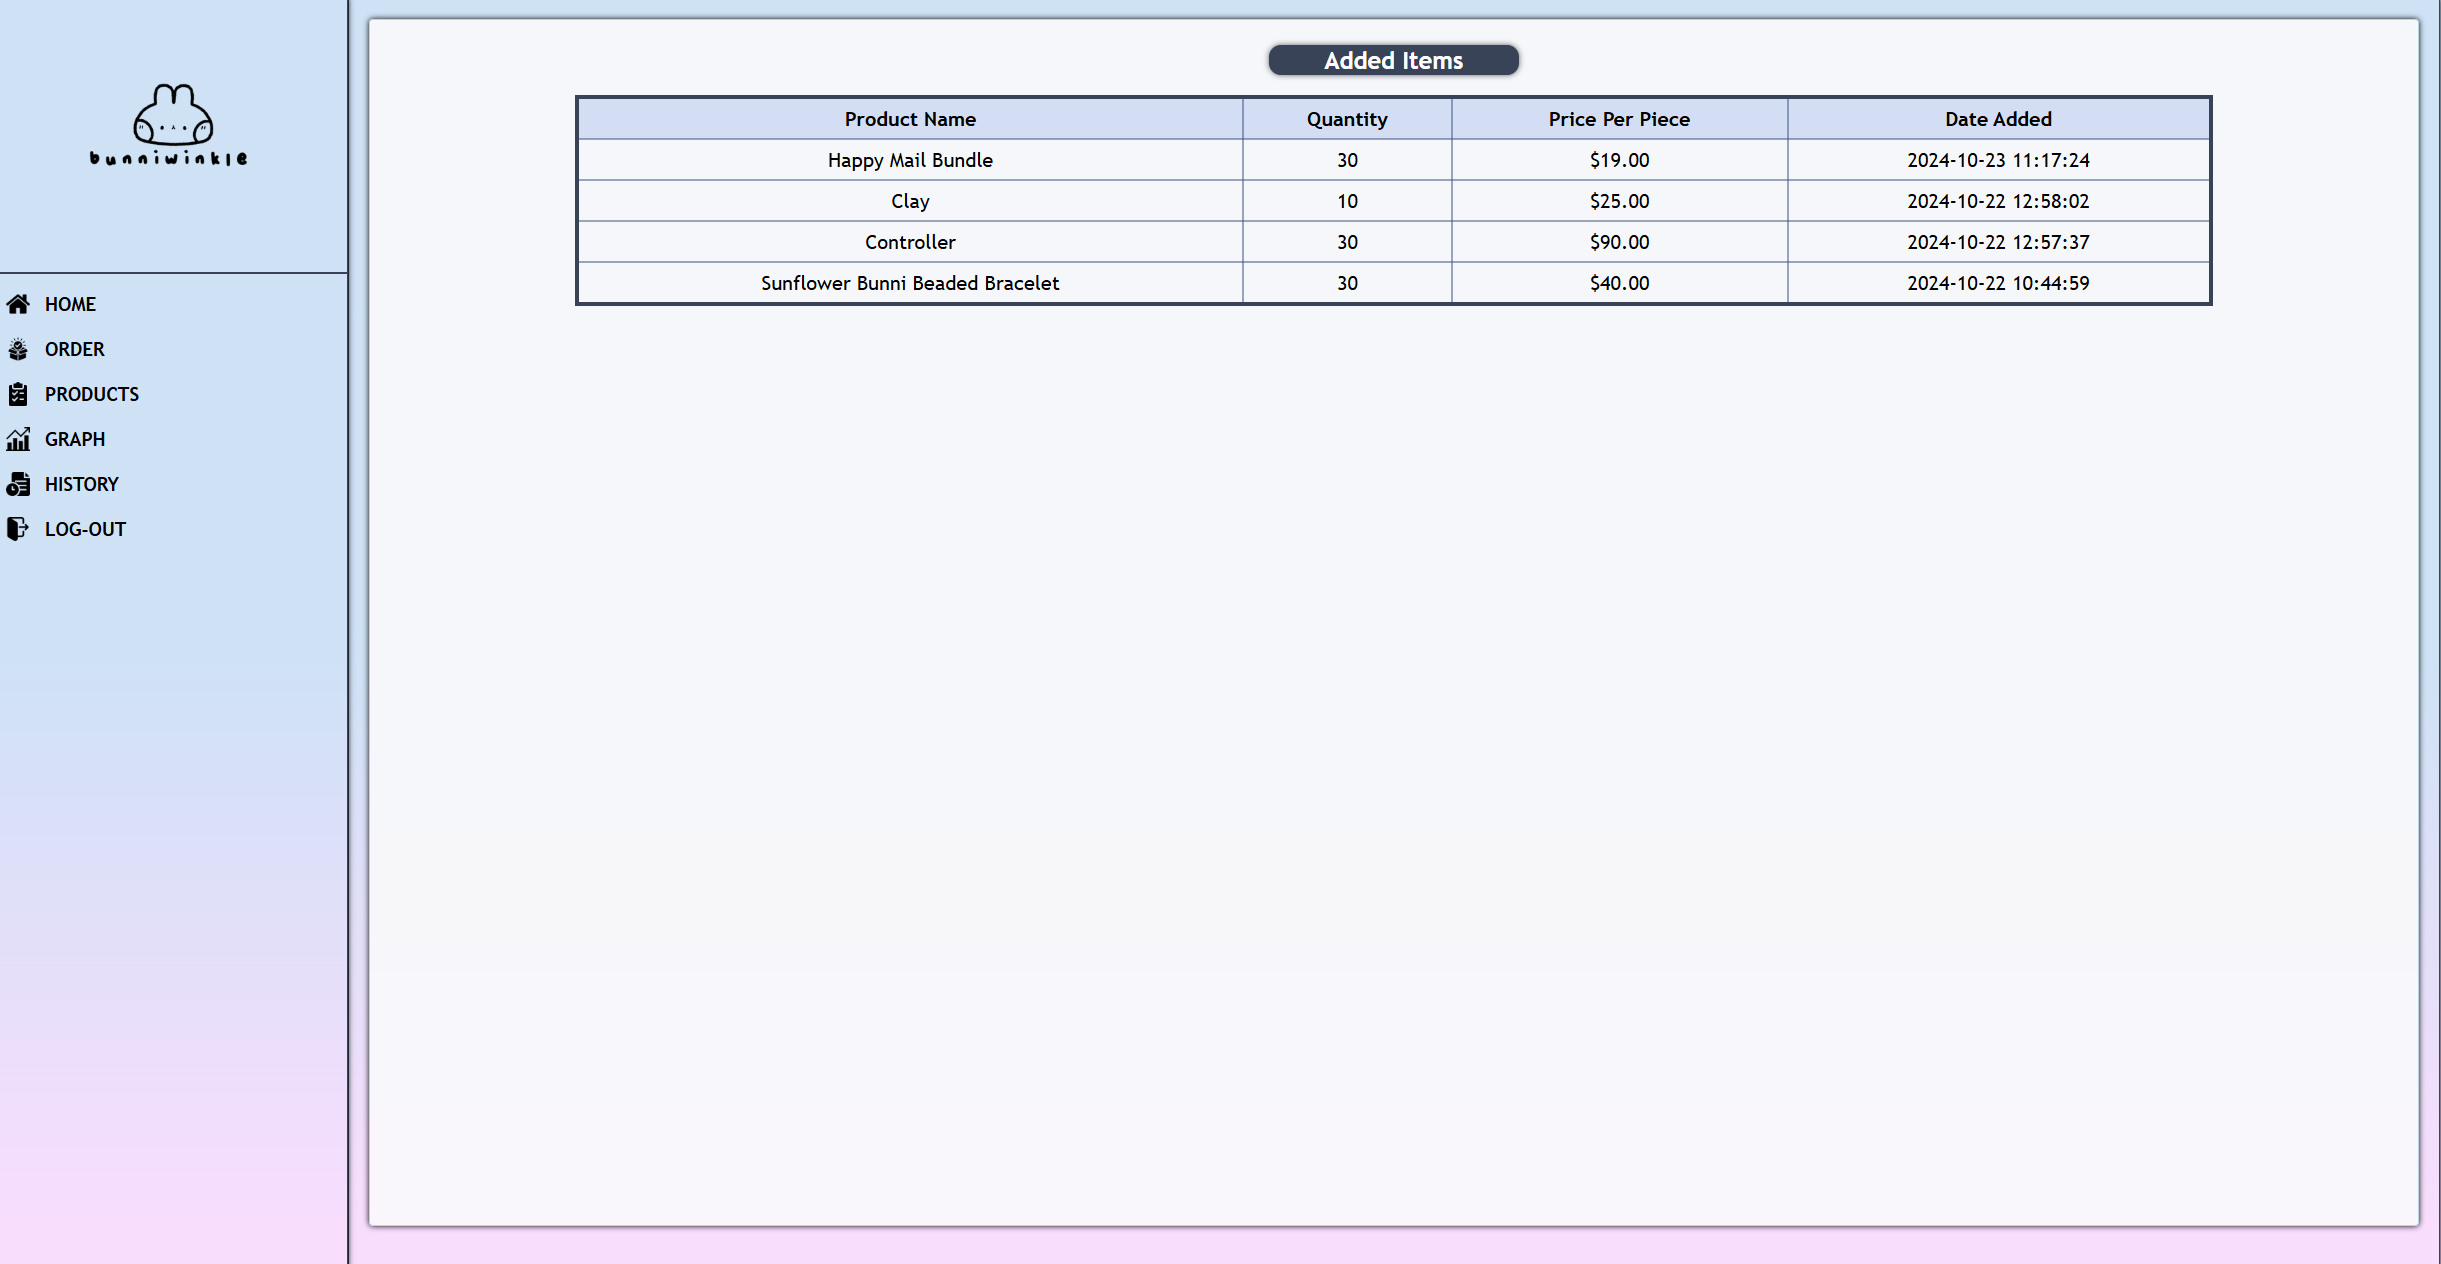 bunniwinkle
HOME
ORDER
PRODUCTS
GRAPH
HISTORY
LOG-OUT
Added Items
Product Name Quantity Price Per Piece Date Added
Happy Mail Bundle 30 $19.00 2024-10-23 11:17:24
Clay 10 $25.00 2024-10-22 12:58:02
Controller 30 $90.00 2024-10-22 12:57:37
Sunflower Bunni Beaded Bracelet 30 $40.00 2024-10-22 10:44:59